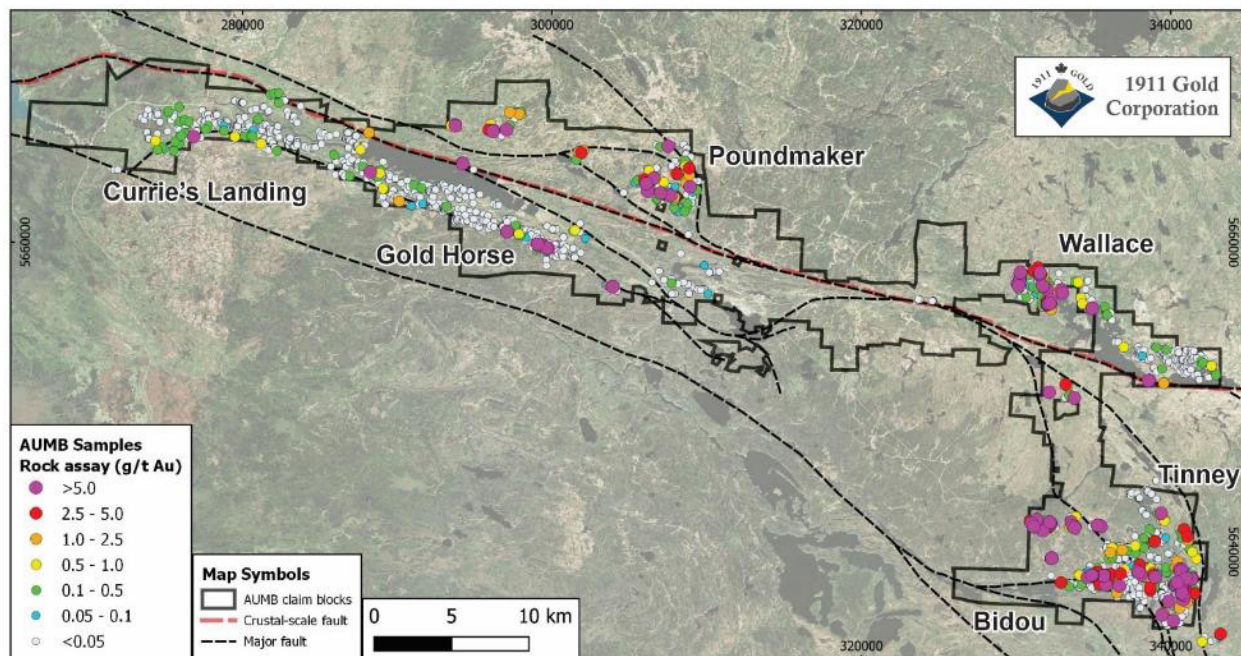 280000
300000
320000
340000
1911 GOLD
1911 Gold
Corporation
Poundmaker
Currie's Landing
Wallace
5660000
5660000
Gold Horse
AUMB Samples
Rock assay (g/t Au)
>5.0
2.5 - 5.0
1.0 - 2.5
0.5 - 1.0
0.1 - 0.5
0.05 - 0.1
<0.05
Map Symbols
AUMB claim blocks
Crustal-scale fault
Major fault
0 5 10 km
Tinney
5640000
Bidou
320000
340000